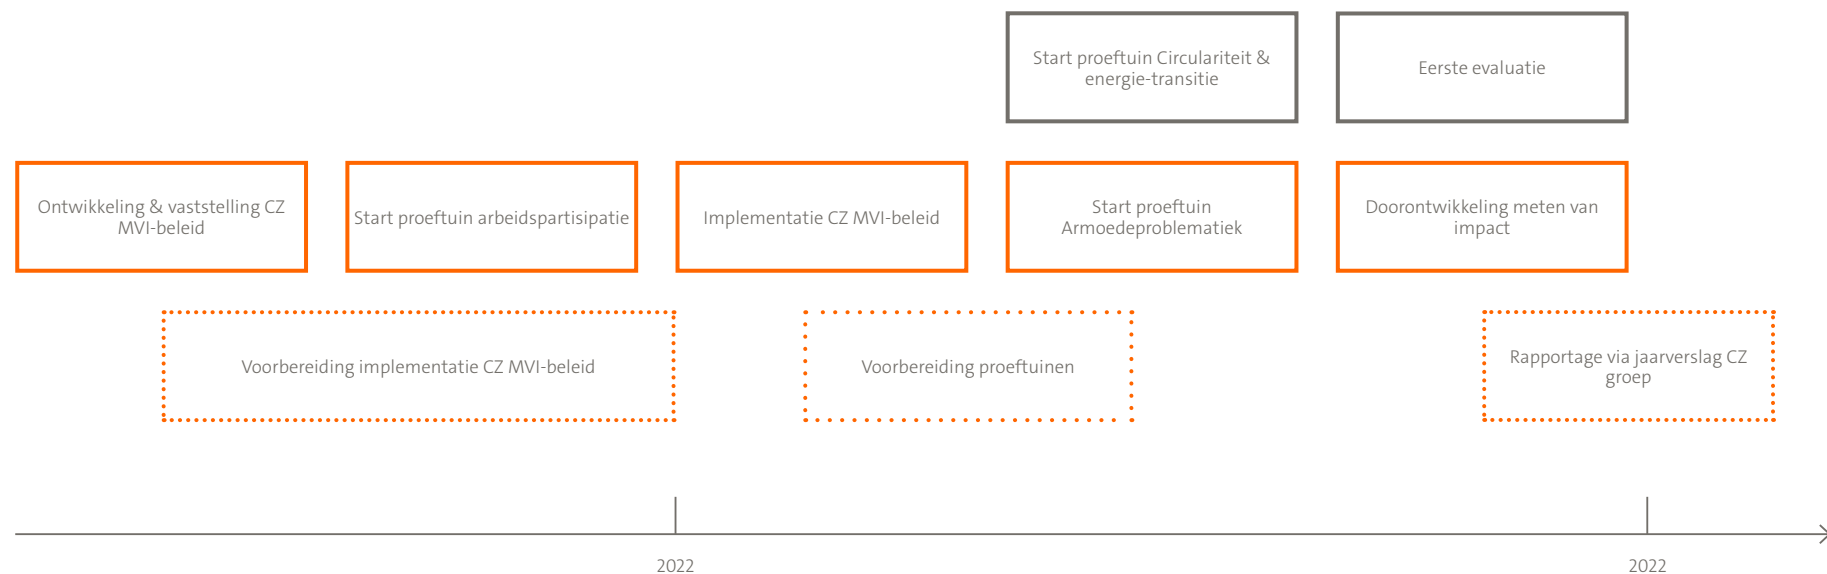 Start proeftuin Circulariteit &
energie-transitie
Eerste evaluatie
Ontwikkeling & vaststelling CZ
MVI-beleid
Start proeftuin arbeidspartisipatie
Implementatie CZ MVI-beleid
Start proeftuin
Armoedeproblematiek
Doorontwikkeling meten van
impact
Voorbereiding implementatie CZ MVI-beleid
Voorbereiding proeftuinen
Rapportage via jaarverslag CZ
groep
2022
2022